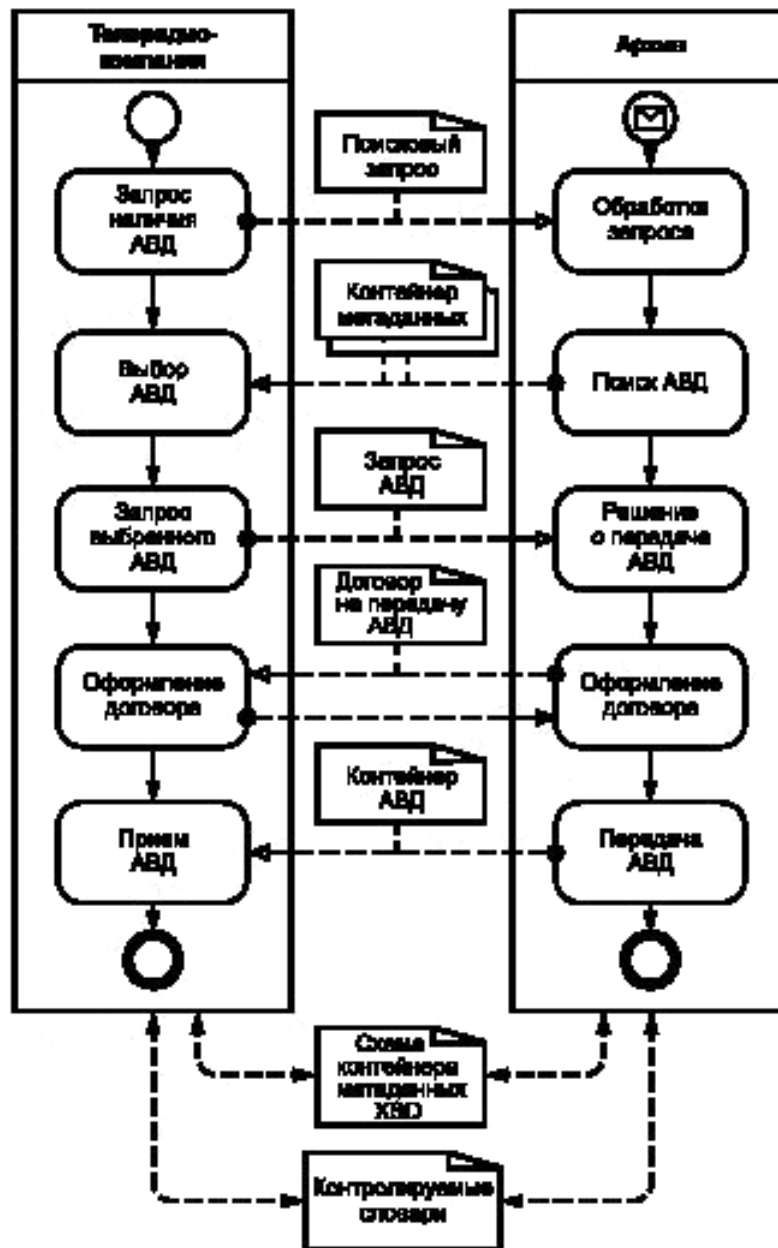 Телерадио-
компания
Архив
Поисковый
запрос
Запрос
наличия
АВД
Обработка
запроса
Контейнер
метаданных
Выбор
АВД
Поиск АВД
Запрос
АВД
Запрос
выбранного
АВД
Решение
о передаче
АВД
Договор
на передачу
АВД
Оформление
договора
Оформление
договора
Контейнер
АВД
Прием
АВД
Передача
АВД
Схема
контейнера
метаданных
Контролируемые
словари